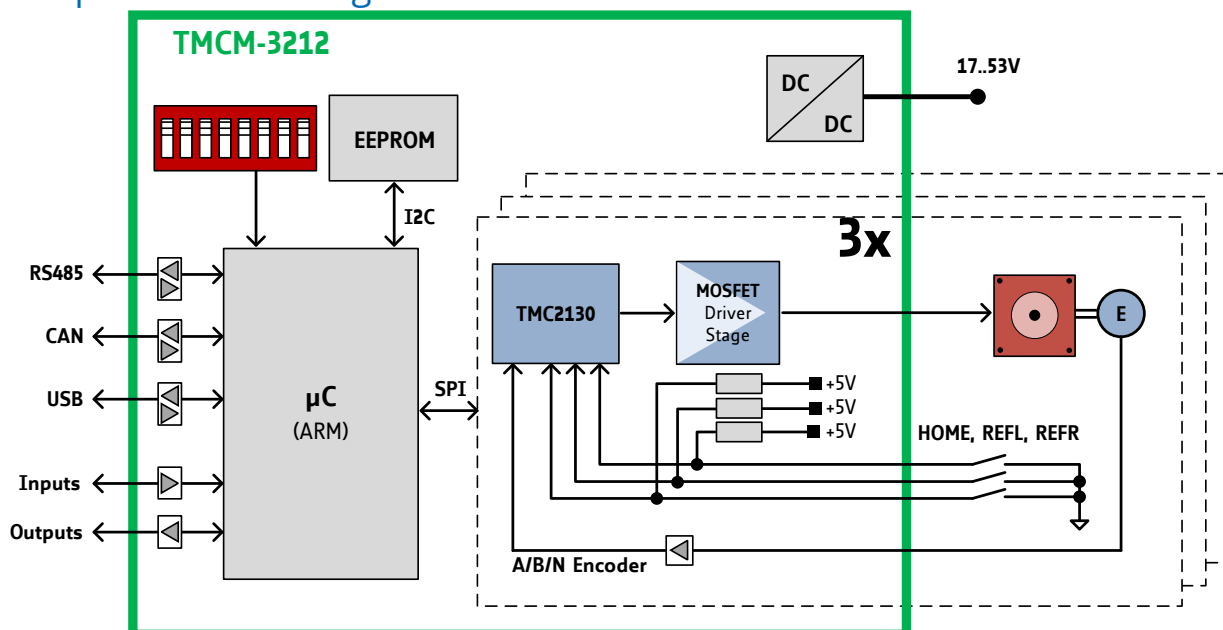 TMCM-3212
DC
DC
17..53V
EEPROM
I2C
3x
RS485
CAN
USB
Inputs
Outputs
µC
(ARM)
SPI
TMC2130
MOSFET
Driver
Stage
E
+5V
+5V
+5V
HOME, REFL, REFR
A/B/N Encoder